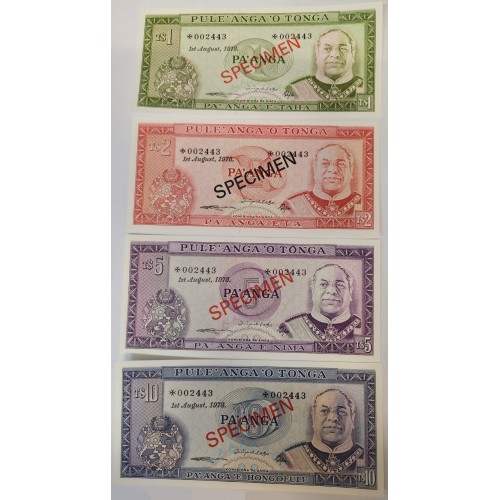 PULE'ANGA 'O TONGA
T$1
✳002443 ✳002443
1st August, 1978.
SPECIMEN
PA'ANGA
PA'ANGA E TAHA
T$1
PULE'ANGA 'O TONGA
T$2
✳002443 ✳002443
1st August, 1978.
SPECIMEN
PA'ANGA
PA'ANGA E UA
T$2
PULE'ANGA 'O TONGA
T$5
✳002443 ✳002443
5
1st August, 1978.
SPECIMEN
PA'ANGA
PA'ANGA E NIMA
T$5
PULE'ANGA 'O TONGA
T$10
✳002443 ✳002443
10
1st August, 1978.
SPECIMEN
PA'ANGA
PA'ANGA E HONGOFULU
T$10